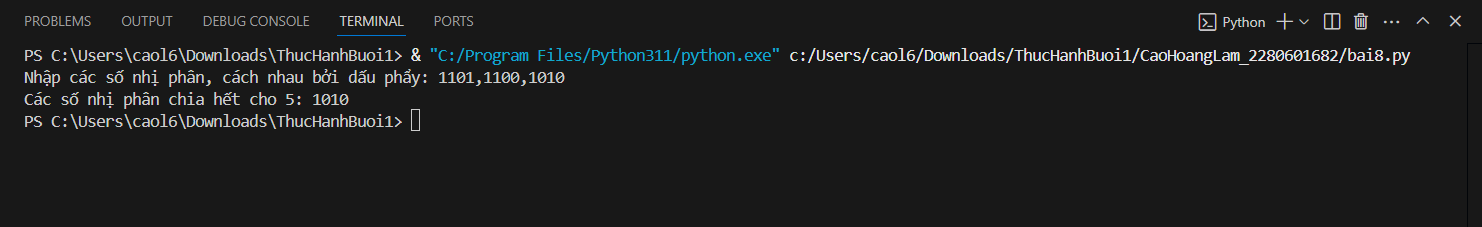 PROBLEMS OUTPUT DEBUG CONSOLE TERMINAL PORTS Python
PS C:\Users\caol6\Downloads\ThucHanhBuoi1> & "C:/Program Files/Python311/python.exe" c:/Users/caol6/Downloads/ThucHanhBuoi1/CaoHoangLam_2280601682/bai8.py
Nhập các số nhị phân, cách nhau bởi dấu phẩy: 1101,1100,1010
Các số nhị phân chia hết cho 5: 1010
PS C:\Users\caol6\Downloads\ThucHanhBuoi1>